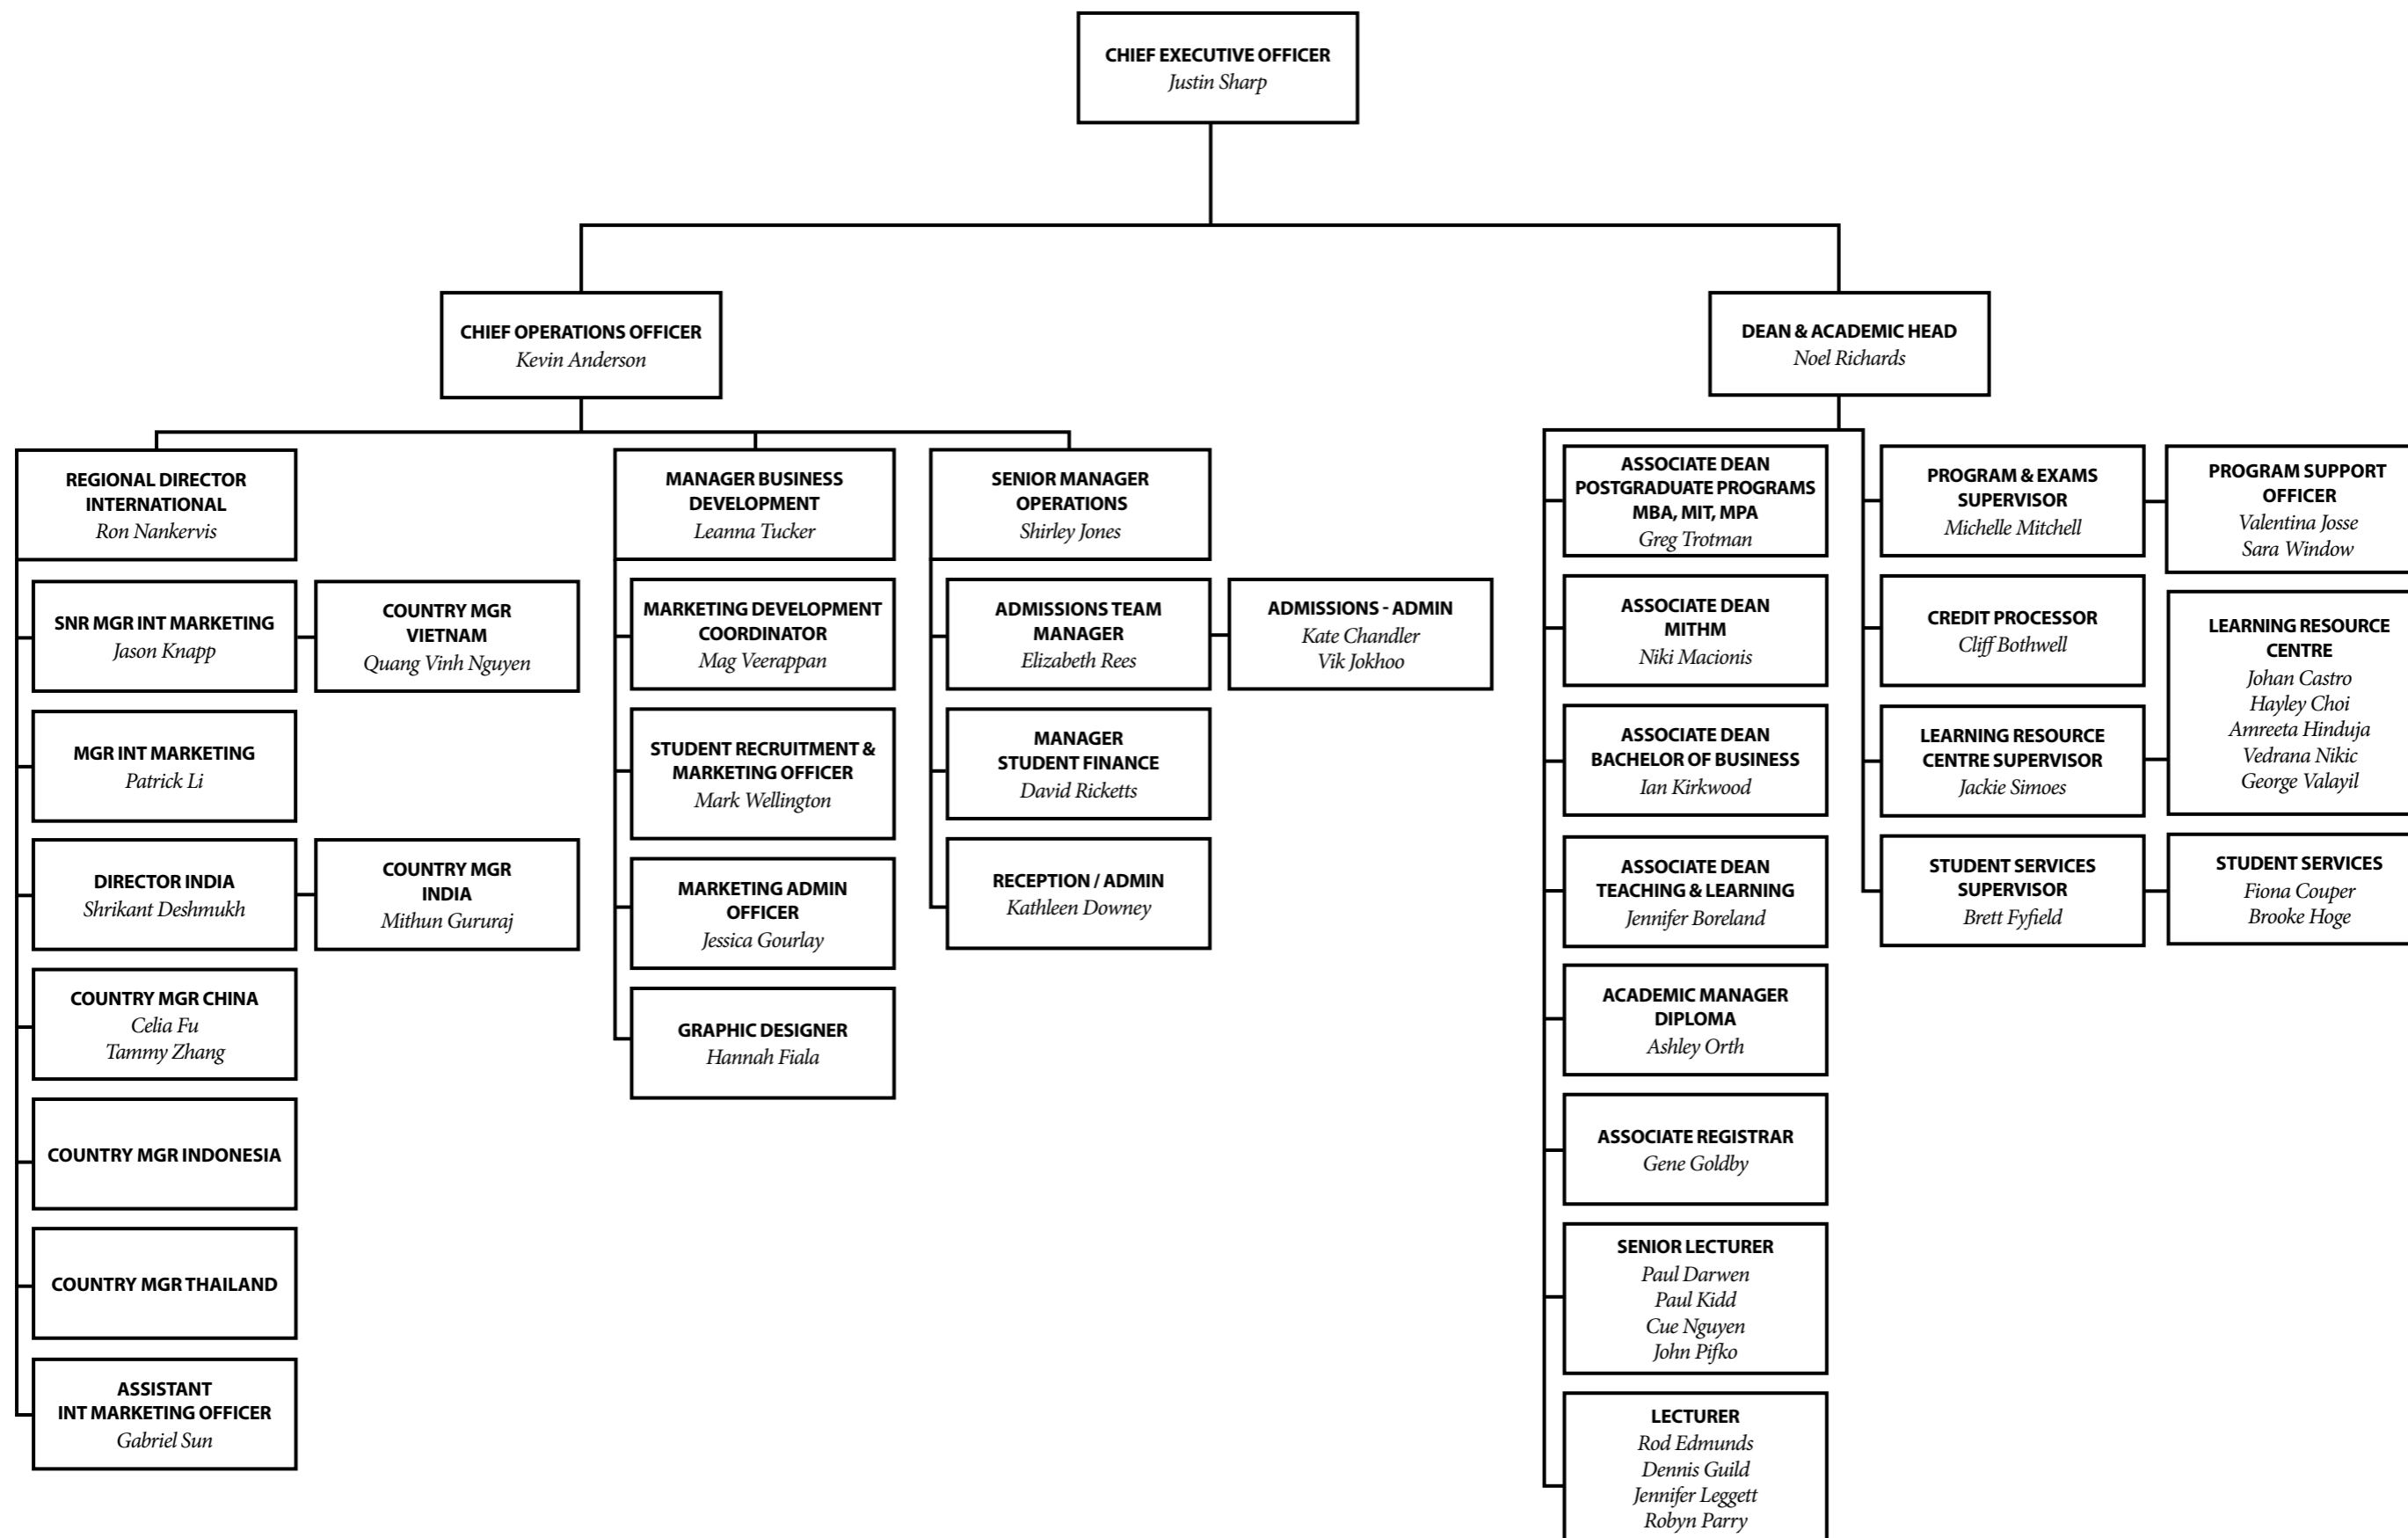 CHIEF EXECUTIVE OFFICER
Justin Sharp
CHIEF OPERATIONS OFFICER
Kevin Anderson
DEAN & ACADEMIC HEAD
Noel Richards
REGIONAL DIRECTOR
INTERNATIONAL
Ron Nankervis
SNR MGR INT MARKETING
Jason Knapp
COUNTRY MGR
VIETNAM
Quang Vinh Nguyen
MGR INT MARKETING
Patrick Li
DIRECTOR INDIA
Shrikant Deshmukh
COUNTRY MGR
INDIA
Mithun Gururaj
COUNTRY MGR CHINA
Celia Fu
Tammy Zhang
COUNTRY MGR INDONESIA
COUNTRY MGR THAILAND
ASSISTANT
INT MARKETING OFFICER
Gabriel Sun
MANAGER BUSINESS
DEVELOPMENT
Leanna Tucker
MARKETING DEVELOPMENT
COORDINATOR
Mag Veerappan
STUDENT RECRUITMENT &
MARKETING OFFICER
Mark Wellington
MARKETING ADMIN
OFFICER
Jessica Gourlay
GRAPHIC DESIGNER
Hannah Fiala
SENIOR MANAGER
OPERATIONS
Shirley Jones
ADMISSIONS TEAM
MANAGER
Elizabeth Rees
ADMISSIONS - ADMIN
Kate Chandler
Vik Jokhoo
MANAGER
STUDENT FINANCE
David Ricketts
RECEPTION / ADMIN
Kathleen Downey
ASSOCIATE DEAN
POSTGRADUATE PROGRAMS
MBA, MIT, MPA
Greg Trotman
ASSOCIATE DEAN
MITHM
Niki Macionis
ASSOCIATE DEAN
BACHELOR OF BUSINESS
Ian Kirkwood
ASSOCIATE DEAN
TEACHING & LEARNING
Jennifer Boreland
ACADEMIC MANAGER
DIPLOMA
Ashley Orth
ASSOCIATE REGISTRAR
Gene Goldby
SENIOR LECTURER
Paul Darwen
Paul Kidd
Cue Nguyen
John Pifko
LECTURER
Rod Edmunds
Dennis Guild
Jennifer Leggett
Robyn Parry
PROGRAM & EXAMS
SUPERVISOR
Michelle Mitchell
PROGRAM SUPPORT
OFFICER
Valentina Josse
Sara Window
CREDIT PROCESSOR
Cliff Bothwell
LEARNING RESOURCE
CENTRE SUPERVISOR
Jackie Simoes
LEARNING RESOURCE
CENTRE
Johan Castro
Hayley Choi
Amreeta Hinduja
Vedrana Nikic
George Valayil
STUDENT SERVICES
SUPERVISOR
Brett Fyfield
STUDENT SERVICES
Fiona Couper
Brooke Hoge